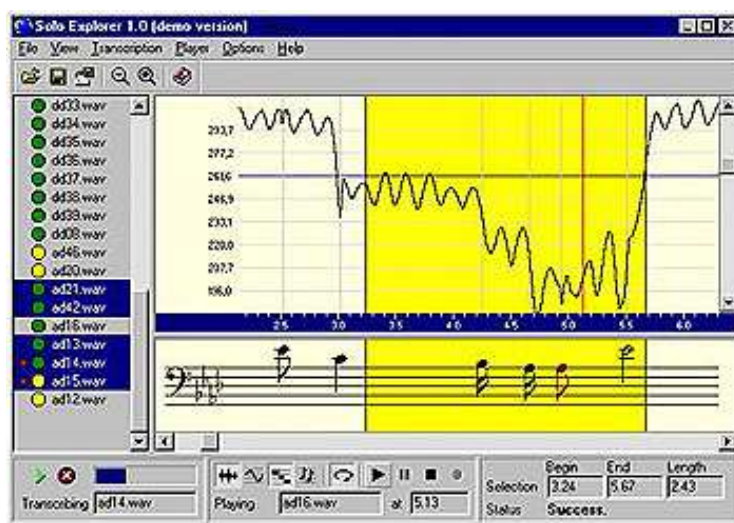 Solo Explorer 1.0 (demo version)
File View Transcription Player Options Help
dd33.wav
dd34.wav
dd35.wav
dd36.wav
dd37.wav
dd38.wav
dd39.wav
dd08.wav
ad46.wav
ad20.wav
ad21.wav
ad42.wav
ad16.wav
ad13.wav
ad14.wav
ad15.wav
ad12.wav
293,7
277,2
261,6
246,9
233,1
220,0
207,7
196,0
2.5 3.0 3.5 4.0 4.5 5.0 5.5 6.0
Transcribing ad14.wav
Playing ad16.wav at 5.13
Begin End Length
Selection 3.24 5.67 2.43
Status Success.